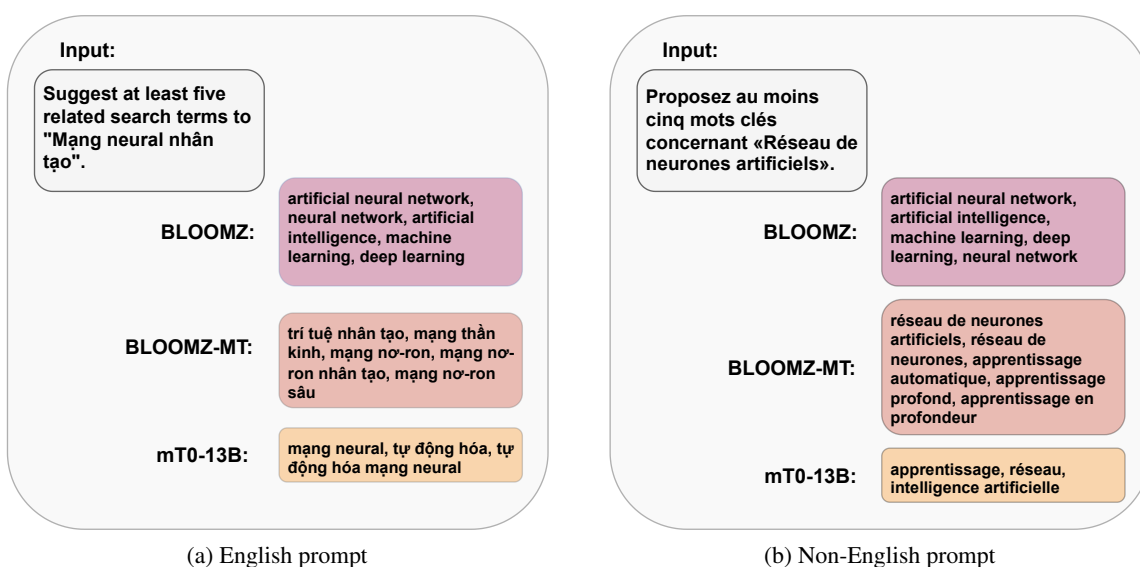 Input:
Suggest at least five
related search terms to
"Mạng neural nhân
tạo".
BLOOMZ:
artificial neural network,
neural network, artificial
intelligence, machine
learning, deep learning
BLOOMZ-MT:
trí tuệ nhân tạo, mạng thần
kinh, mạng nơ-ron, mạng nơ-
ron nhân tạo, mạng nơ-ron
sâu
mT0-13B:
mạng neural, tự động hóa, tự
động hóa mạng neural
(a) English prompt
Input:
Proposez au moins
cinq mots clés
concernant «Réseau de
neurones artificiels».
BLOOMZ:
artificial neural network,
artificial intelligence,
machine learning, deep
learning, neural network
BLOOMZ-MT:
réseau de neurones
artificiels, réseau de
neurones, apprentissage
automatique, apprentissage
profond, apprentissage en
profondeur
mT0-13B:
apprentissage, réseau,
intelligence artificielle
(b) Non-English prompt